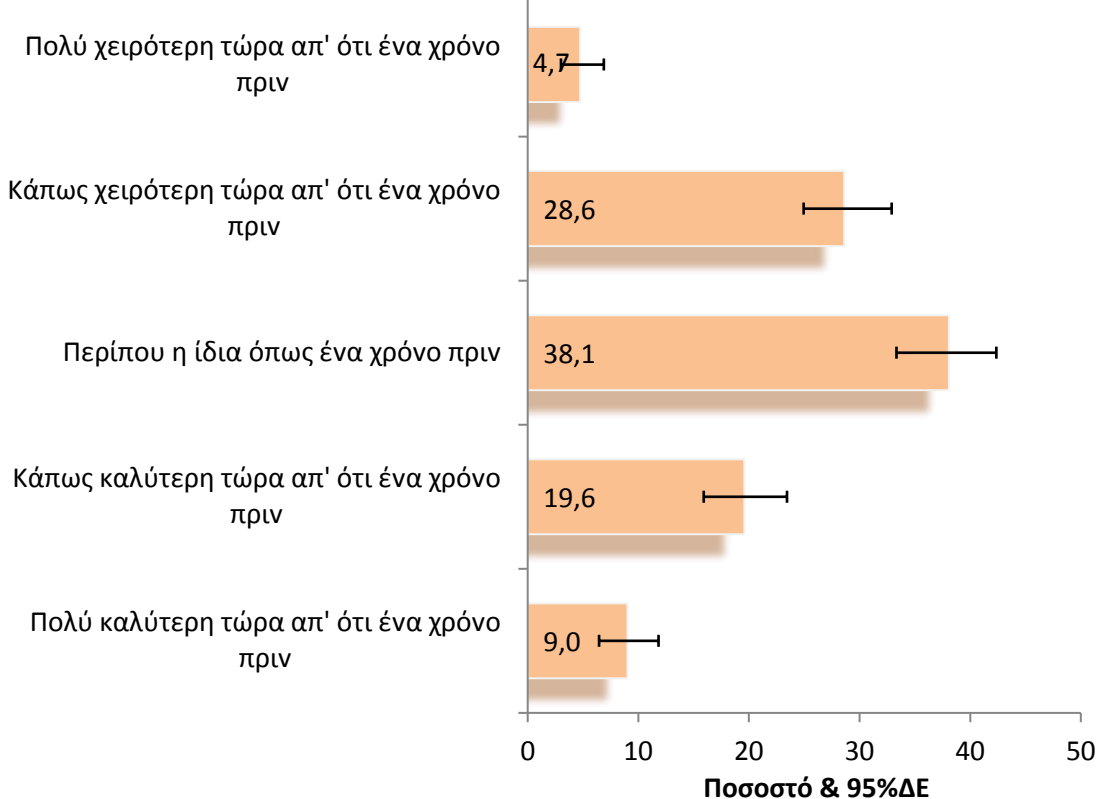 Πολύ χειρότερη τώρα απ' ότι ένα χρόνο
πριν
4,7
Κάπως χειρότερη τώρα απ' ότι ένα χρόνο
πριν
28,6
Περίπου η ίδια όπως ένα χρόνο πριν
38,1
Κάπως καλύτερη τώρα απ' ότι ένα χρόνο
πριν
19,6
Πολύ καλύτερη τώρα απ' ότι ένα χρόνο
πριν
9,0
0 10 20 30 40 50
Ποσοστό & 95%ΔΕ